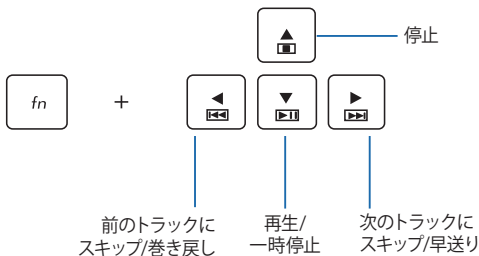 停止
fn
+
前のトラックに
スキップ/巻き戻し
再生/
一時停止
次のトラックに
スキップ/早送り